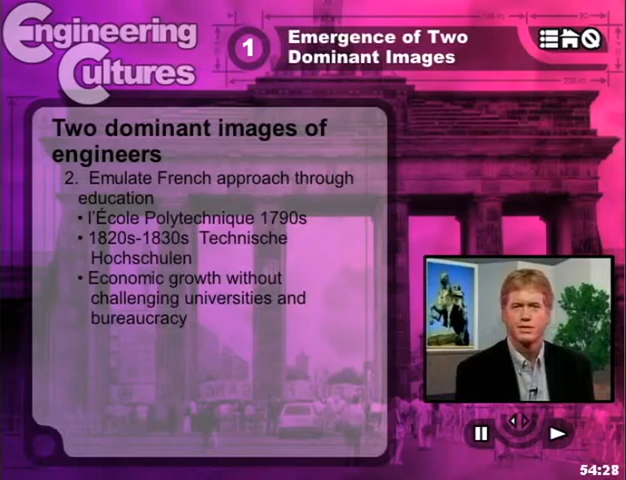 Engineering
Cultures
1
Emergence of Two
Dominant Images
Two dominant images of
engineers
2. Emulate French approach through
education
• l'École Polytechnique 1790s
• 1820s-1830s Technische
Hochschulen
• Economic growth without
challenging universities and
bureaucracy
54:28